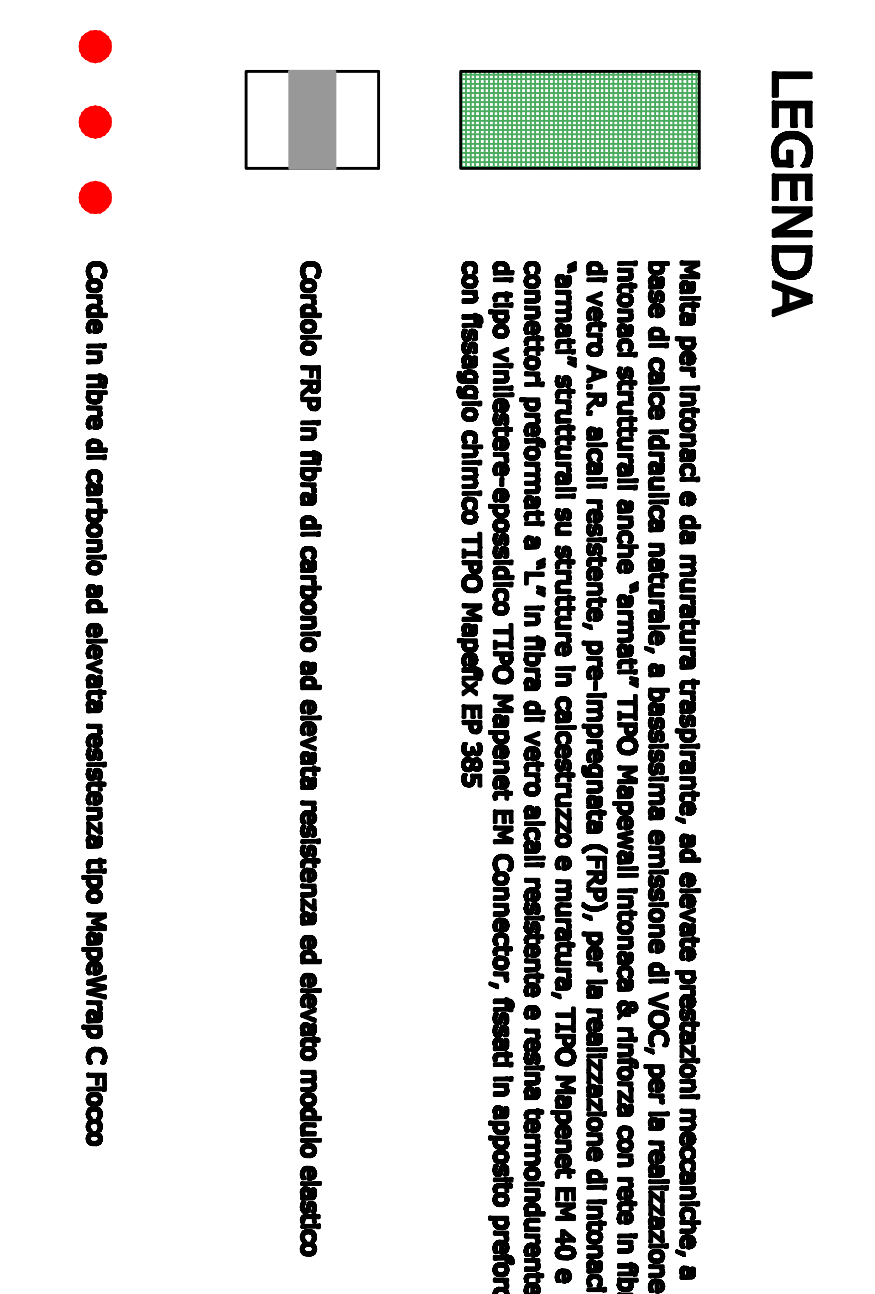 LEGENDA
Malta per intonaci e da muratura traspirante, ad elevate prestazioni meccaniche, a
base di calce idraulica naturale, a bassissima emissione di VOC, per la realizzazione
intonaci strutturali anche “armati” TIPO Mapewall intonaca & rinforza con rete in fib
di vetro A.R. alcali resistente, pre-impregnata (FRP), per la realizzazione di intonaci
“armati” strutturali su strutture in calcestruzzo e muratura, TIPO Mapenet EM 40 e
connettori preformati a “L” in fibra di vetro alcali resistente e resina termoindurente
di tipo vinilestere-epossidico TIPO Mapenet EM Connector, fissati in apposito prefor
con fissaggio chimico TIPO Mapefix EP 385
Cordolo FRP in fibra di carbonio ad elevata resistenza ed elevato modulo elastico
Corde in fibre di carbonio ad elevata resistenza tipo MapeWrap C Fiocco